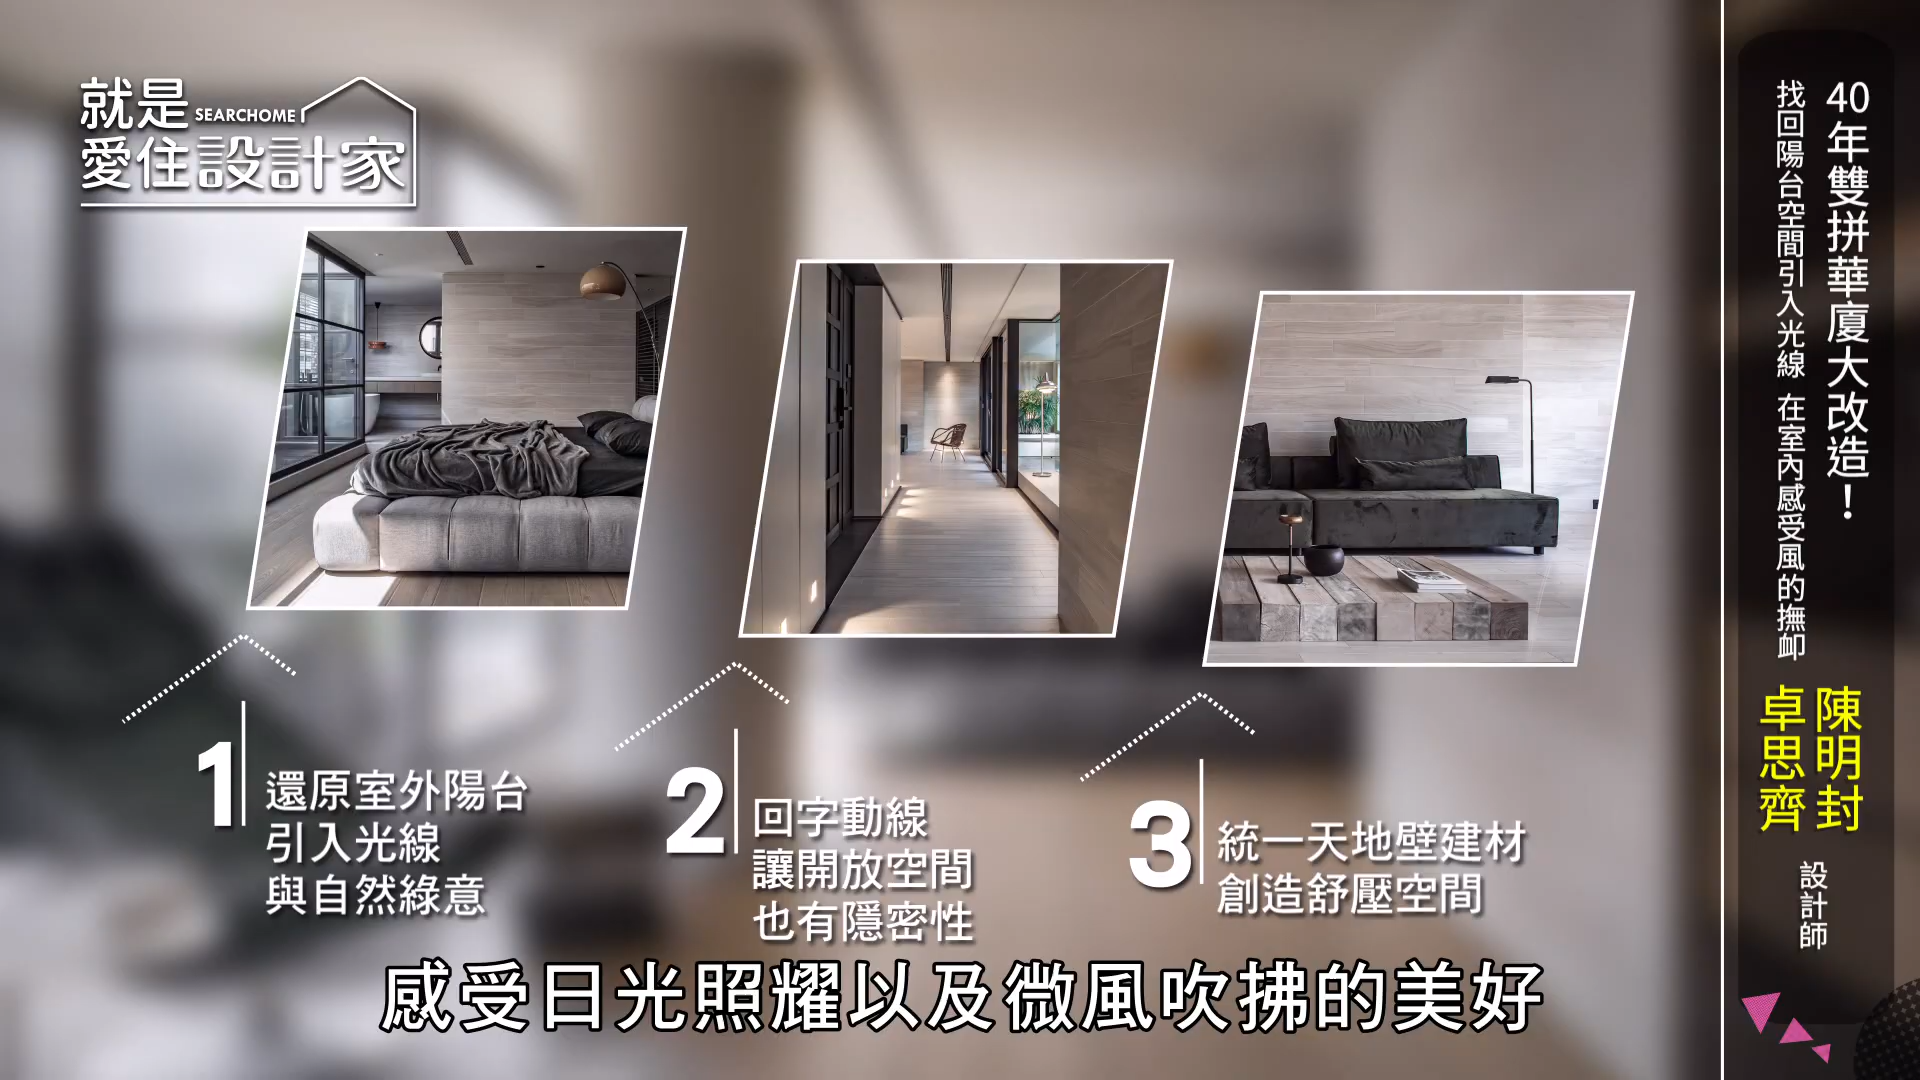 就是
SEARCHOME
愛住設計家
40年雙拼華廈大改造！
找回陽台空間引入光線 在室內感受風的撫卹
陳明封
卓思齊
設計師
1
還原室外陽台
引入光線
與自然綠意
2
回字動線
讓開放空間
也有隱密性
3
統一天地壁建材
創造舒壓空間
感受日光照耀以及微風吹拂的美好